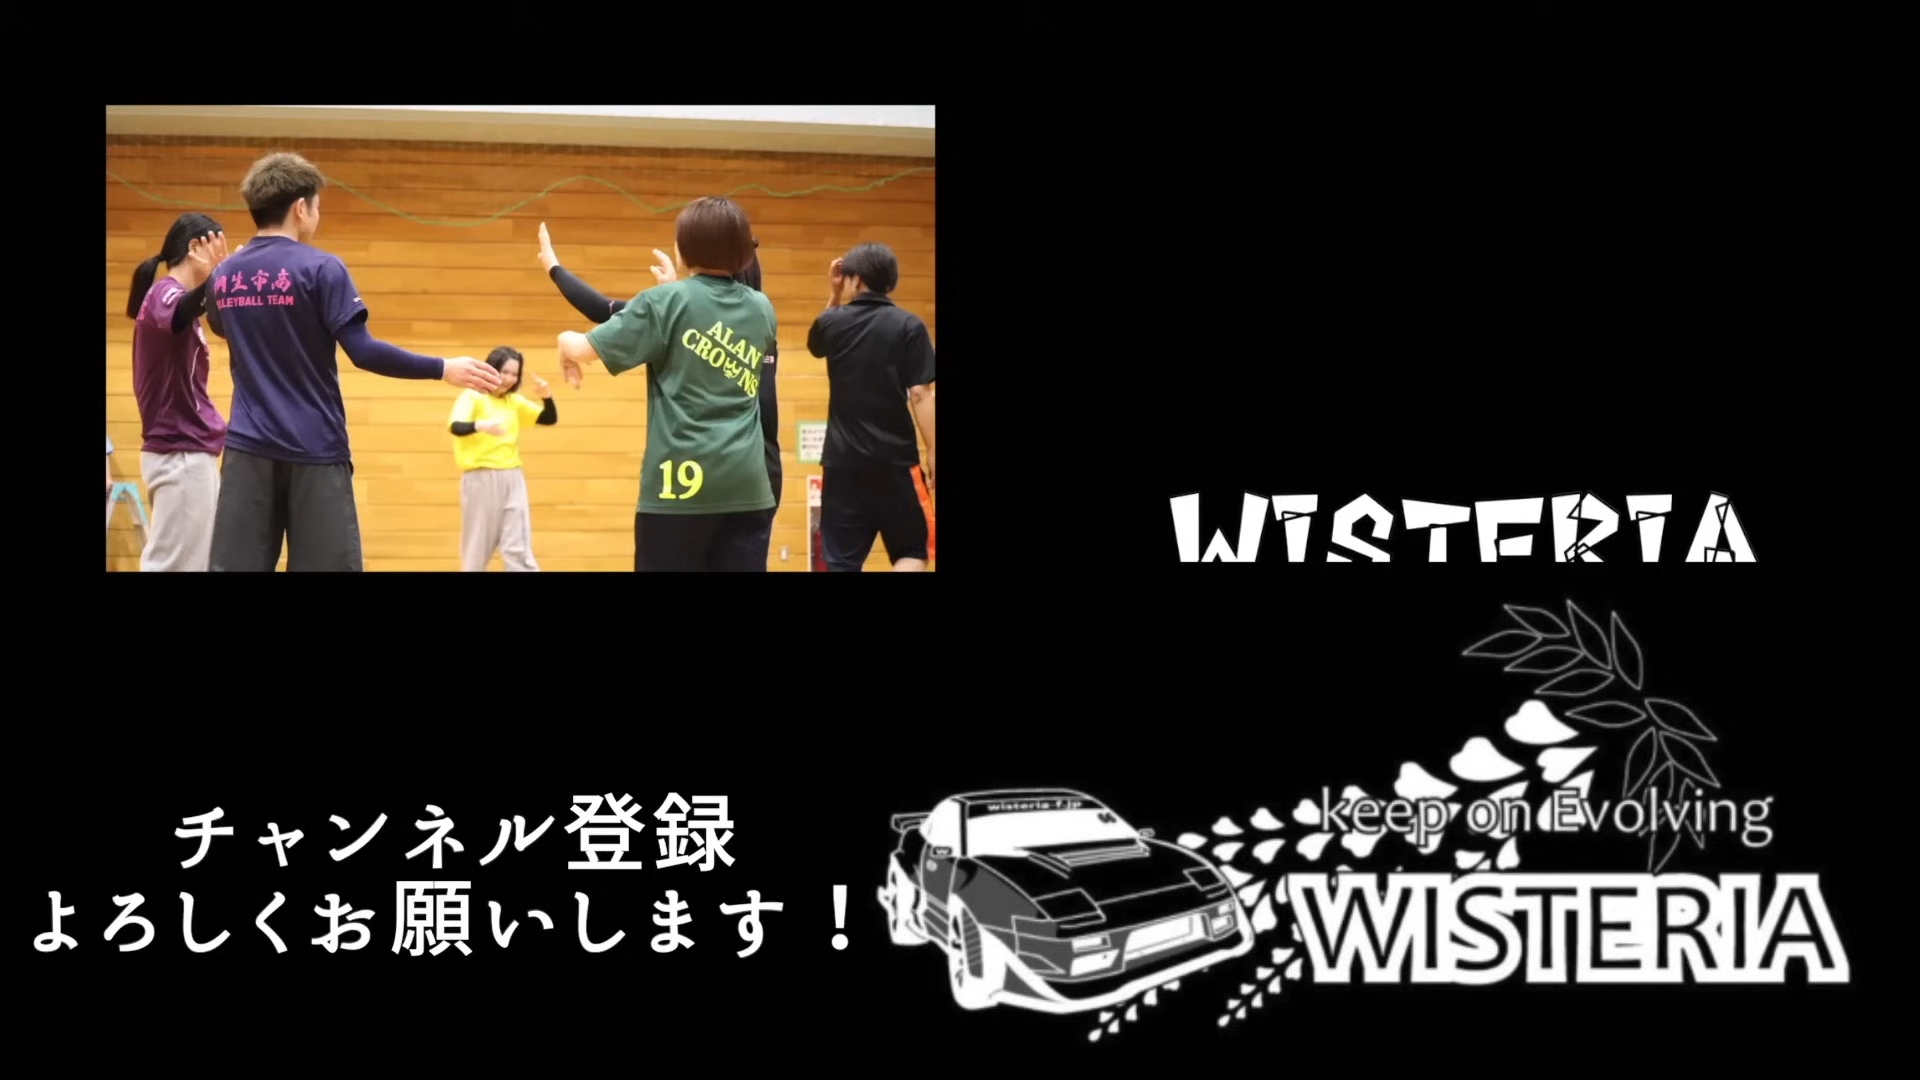 桐生市高
VOLLEYBALL TEAM
ALAN
CROWNS
19
WISTERIA
チャンネル登録
よろしくお願いします！
wisteria-f.jp
keep on Evolving
WISTERIA